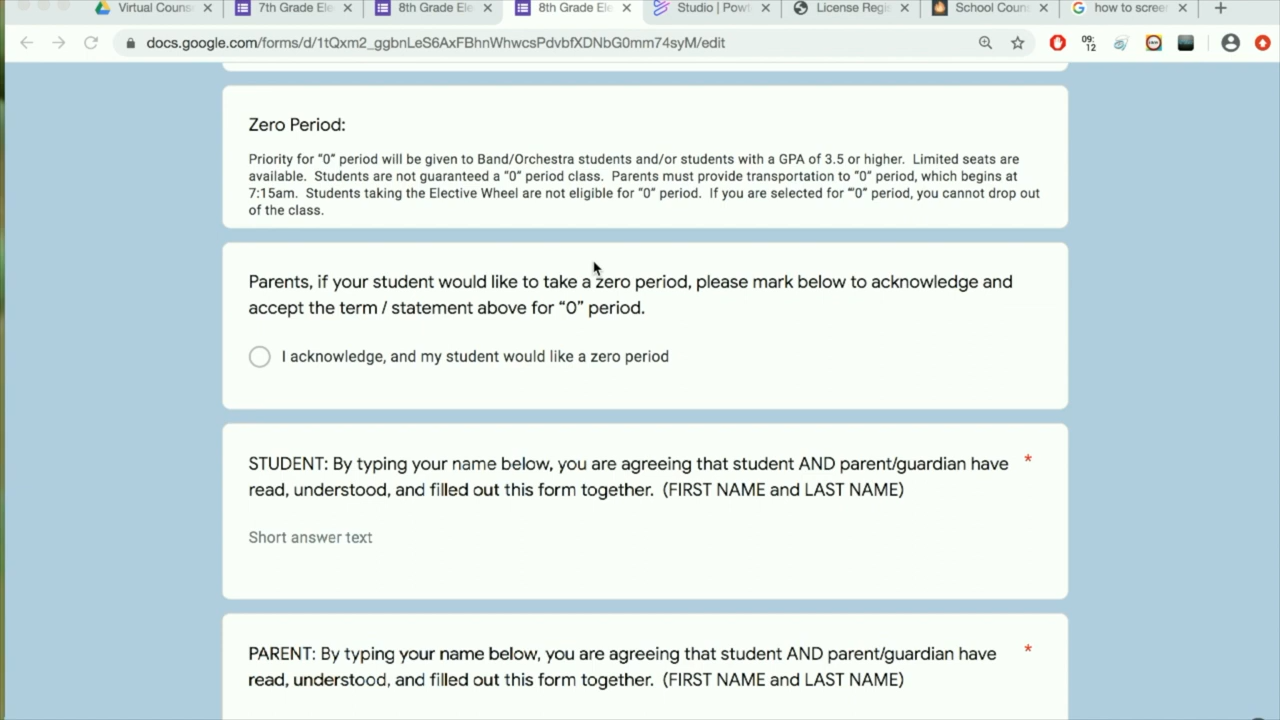 Virtual Couns
7th Grade Ele
8th Grade Ele
8th Grade Ele
Studio | Powt
License Regis
School Coun
how to screen
docs.google.com/forms/d/1tQxm2_ggbnLeS6AxFBhnWhwcsPdvbfXDNbG0mm74syM/edit
09:
12
Zero Period:
Priority for “0” period will be given to Band/Orchestra students and/or students with a GPA of 3.5 or higher. Limited seats are
available. Students are not guaranteed a “0” period class. Parents must provide transportation to “0” period, which begins at
7:15am. Students taking the Elective Wheel are not eligible for “0” period. If you are selected for “‘0” period, you cannot drop out
of the class.
Parents, if your student would like to take a zero period, please mark below to acknowledge and
accept the term / statement above for “0” period.
I acknowledge, and my student would like a zero period
STUDENT: By typing your name below, you are agreeing that student AND parent/guardian have *
read, understood, and filled out this form together. (FIRST NAME and LAST NAME)
Short answer text
PARENT: By typing your name below, you are agreeing that student AND parent/guardian have *
read, understood, and filled out this form together. (FIRST NAME and LAST NAME)